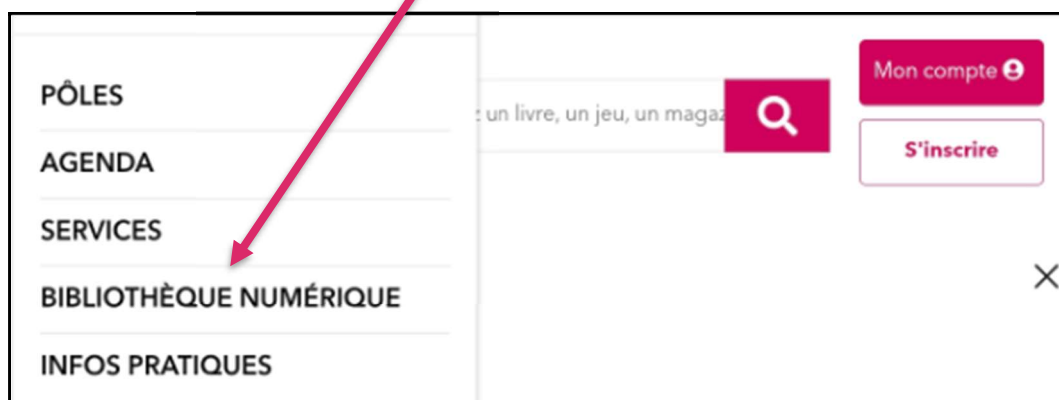 PÔLES
AGENDA
SERVICES
BIBLIOTHÈQUE NUMÉRIQUE
INFOS PRATIQUES
un livre, un jeu, un magaz
Mon compte
S'inscrire